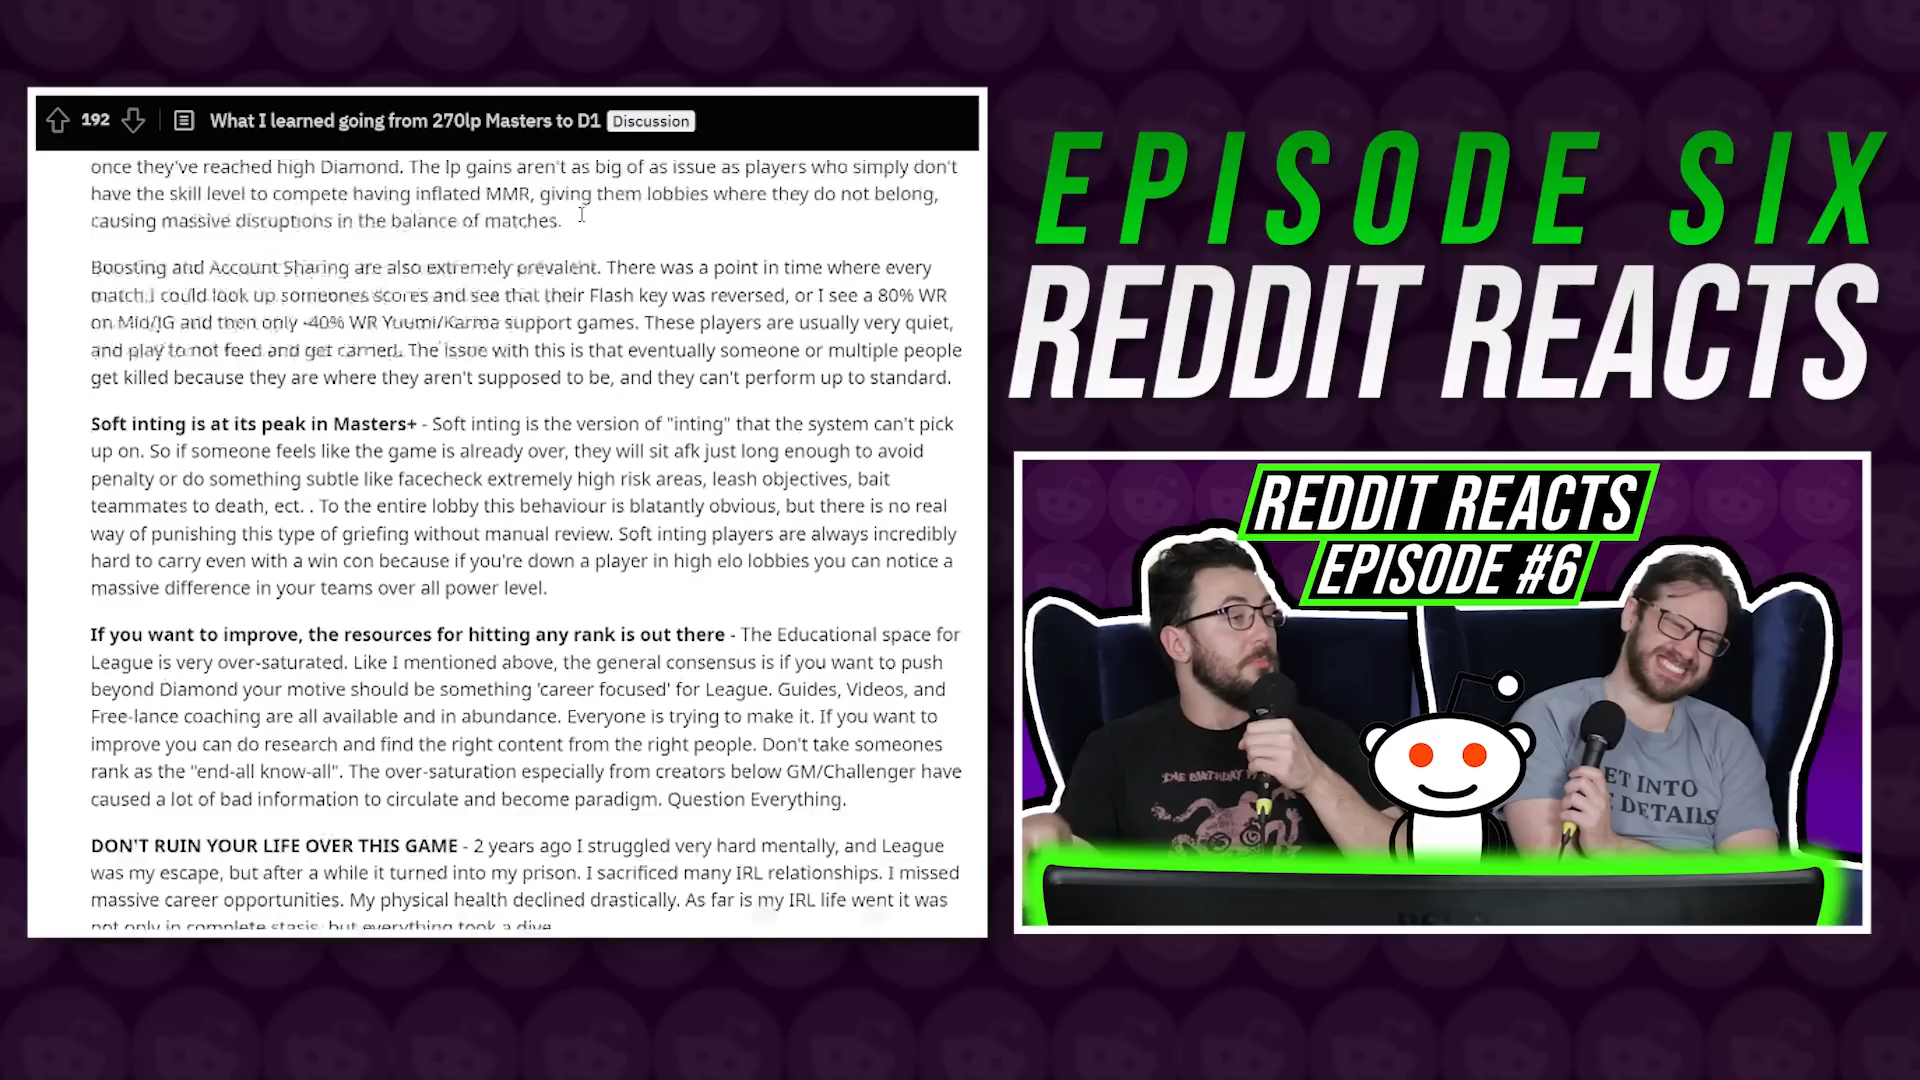 192 What I learned going from 270lp Masters to D1 Discussion
once they've reached high Diamond. The lp gains aren't as big of as issue as players who simply don't
have the skill level to compete having inflated MMR, giving them lobbies where they do not belong,
causing massive disruptions in the balance of matches.
Boosting and Account Sharing are also extremely prevalent. There was a point in time where every
match I could look up someones scores and see that their Flash key was reversed, or I see a 80% WR
on Mid/JG and then only -40% WR Yuumi/Karma support games. These players are usually very quiet,
and play to not feed and get carried. The issue with this is that eventually someone or multiple people
get killed because they are where they aren't supposed to be, and they can't perform up to standard.
Soft inting is at its peak in Masters+ - Soft inting is the version of "inting" that the system can't pick
up on. So if someone feels like the game is already over, they will sit afk just long enough to avoid
penalty or do something subtle like facecheck extremely high risk areas, leash objectives, bait
teammates to death, ect. . To the entire lobby this behaviour is blatantly obvious, but there is no real
way of punishing this type of griefing without manual review. Soft inting players are always incredibly
hard to carry even with a win con because if you're down a player in high elo lobbies you can notice a
massive difference in your teams over all power level.
If you want to improve, the resources for hitting any rank is out there - The Educational space for
League is very over-saturated. Like I mentioned above, the general consensus is if you want to push
beyond Diamond your motive should be something 'career focused' for League. Guides, Videos, and
Free-lance coaching are all available and in abundance. Everyone is trying to make it. If you want to
improve you can do research and find the right content from the right people. Don't take someones
rank as the "end-all know-all". The over-saturation especially from creators below GM/Challenger have
caused a lot of bad information to circulate and become paradigm. Question Everything.
DON'T RUIN YOUR LIFE OVER THIS GAME - 2 years ago I struggled very hard mentally, and League
was my escape, but after a while it turned into my prison. I sacrificed many IRL relationships. I missed
massive career opportunities. My physical health declined drastically. As far is my IRL life went it was
not only in complete stasis, but everything took a dive.
EPISODE SIX
REDDIT REACTS
REDDIT REACTS
EPISODE #6
THE BIRTHDAY
ET INTO
E DETAILS